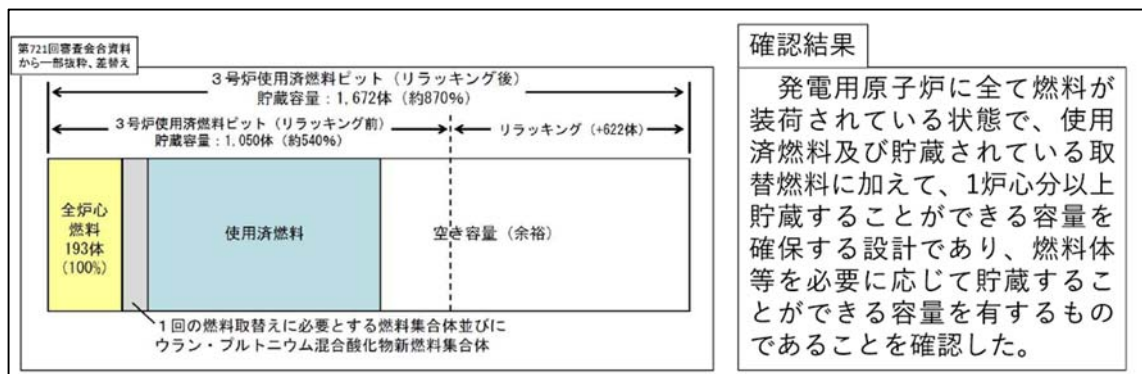 第721回審査会合資料
から一部抜粋、差替え
3号炉使用済燃料ピット（リラッキング後）
貯蔵容量：1,672体（約870％）
3号炉使用済燃料ピット（リラッキング前）
貯蔵容量：1,050体（約540％）
リラッキング（+622体）
全炉心
燃料
193体
(100%)
使用済燃料
空き容量（余裕）
1回の燃料取替えに必要とする燃料集合体並びに
ウラン・プルトニウム混合酸化物新燃料集合体
確認結果
発電用原子炉に全て燃料が
装荷されている状態で、使用
済燃料及び貯蔵されている取
替燃料に加えて、1炉心分以上
貯蔵することができる容量を
確保する設計であり、燃料体
等を必要に応じて貯蔵するこ
とができる容量を有するもの
であることを確認した。